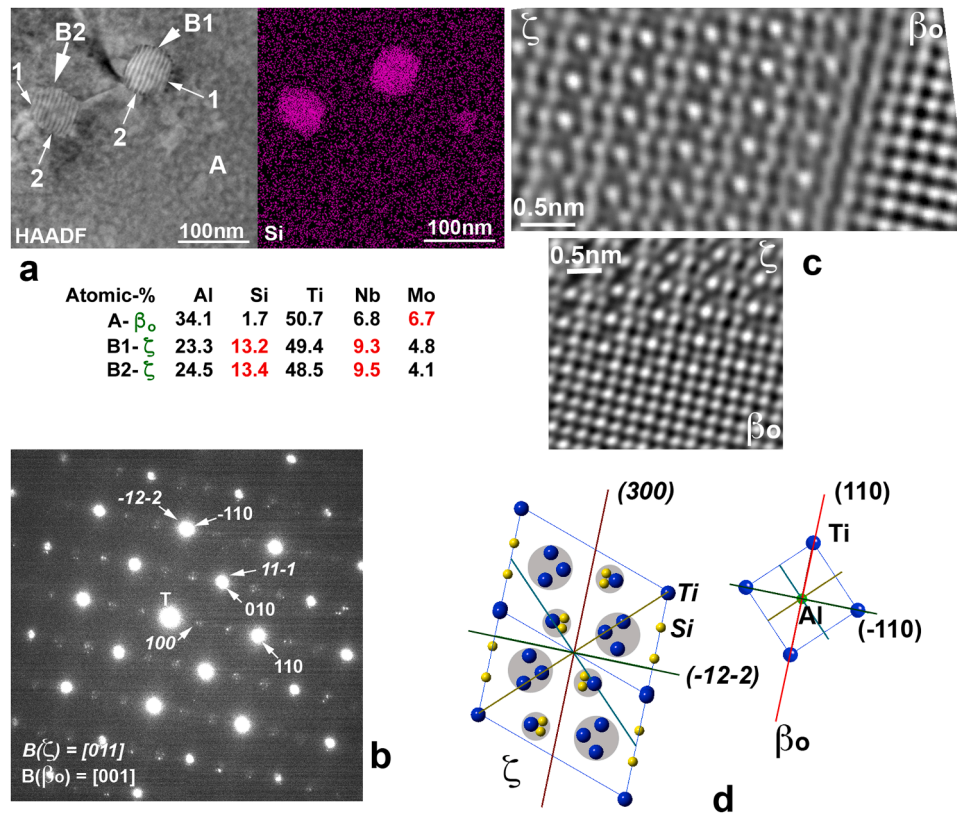 B2
B1
1
1
2
2
A
HAADF
100nm
Si
100nm
a
ζ
βo
0.5nm
0.5nm
ζ
βo
c
Atomic-% Al Si Ti Nb Mo
A- βo 34.1 1.7 50.7 6.8 6.7
B1- ζ 23.3 13.2 49.4 9.3 4.8
B2- ζ 24.5 13.4 48.5 9.5 4.1
-12-2
-110
11-1
T
010
100
110
B(ζ) = [011]
B(βo) = [001]
b
(300)
(110)
Ti
Ti
Al
Si
(-110)
(-12-2)
ζ
βo
d